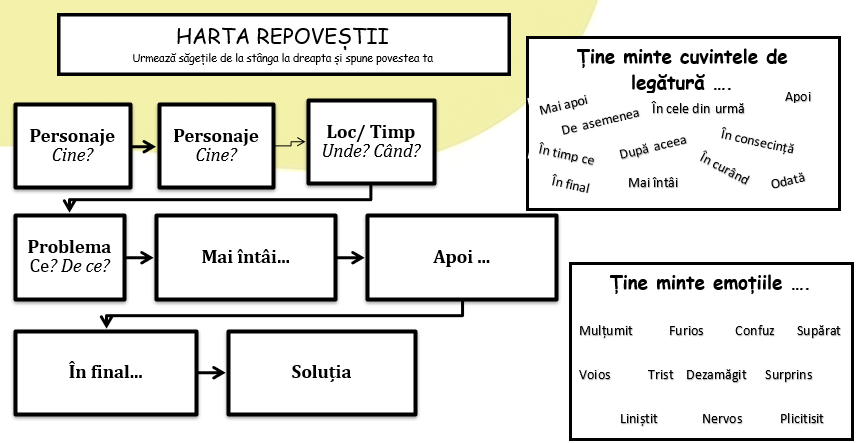 HARTA REPOVEȘTII
Urmează săgețile de la stânga la dreapta și spune povestea ta
Personaje
Cine?
Personaje
Cine?
Loc/ Timp
Unde? Când?
Problema
Ce? De ce?
Mai întâi...
Apoi ...
În final...
Soluția
Ține minte cuvintele de
legătură ....
Mai apoi
De asemenea
În cele din urmă
Apoi
În timp ce
După aceea
În curând
În consecință
În final
Mai întâi
Odată
Ține minte emoțiile ....
Mulțumit Furios Confuz Supărat
Voios Trist Dezamăgit Surprins
Liniștit Nervos Plicitisit